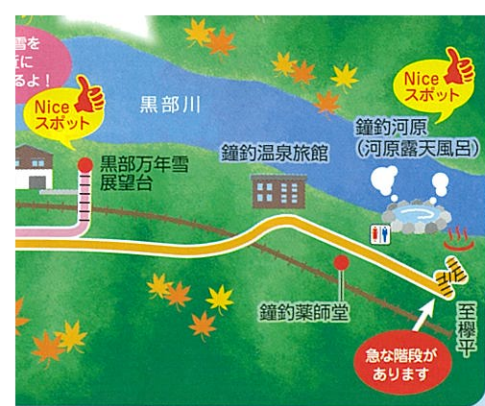 雪を
近に
るよ！
Nice
スポット
黒部川
Nice
スポット
鐘釣河原
（河原露天風呂）
鐘釣温泉旅館
黒部万年雪
展望台
鐘釣薬師堂
至欅平
急な階段が
あります